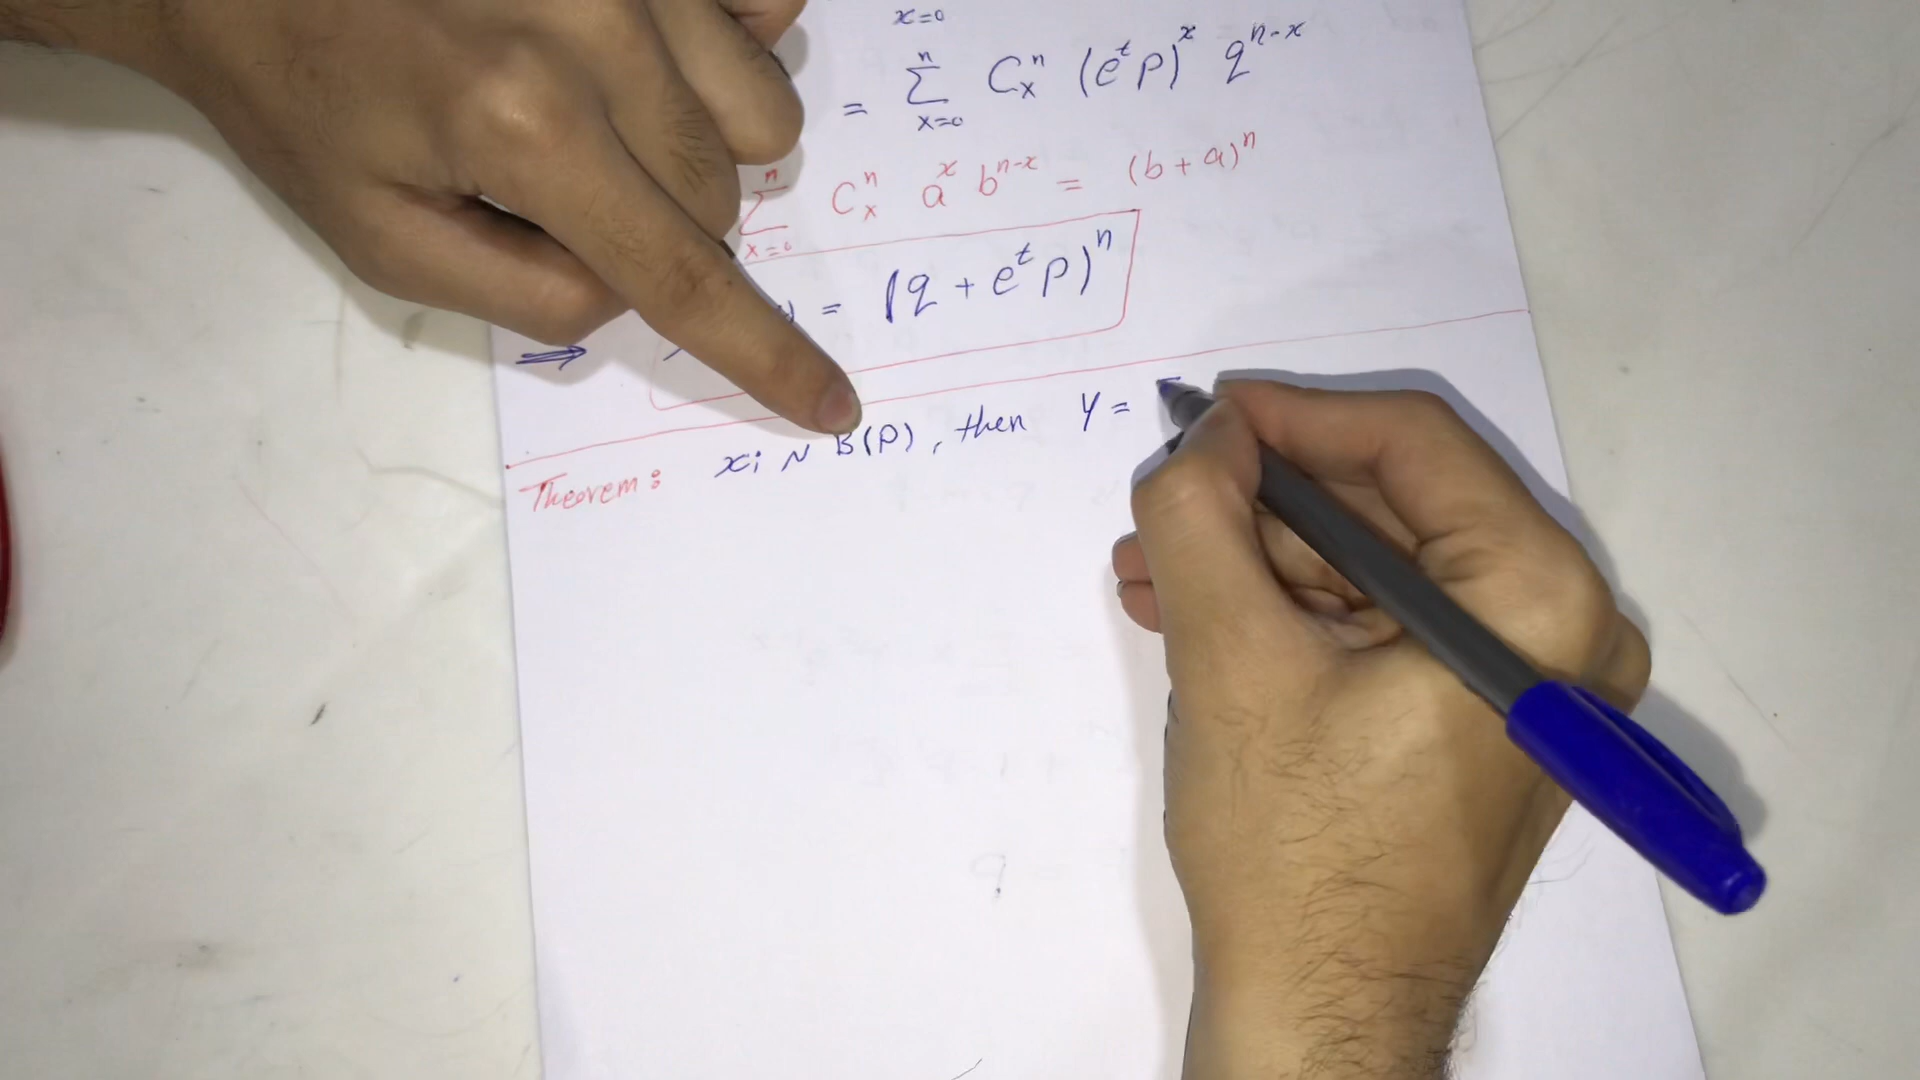 x=0
= n Σ x=0 Cₓⁿ (eᵗp)ˣ qⁿ⁻ˣ
n Σ x=0 Cₓⁿ aˣ bⁿ⁻ˣ = (b + a)ⁿ
⇒ = (q + eᵗp)ⁿ
Theorem: xi ~ B(P), then Y =